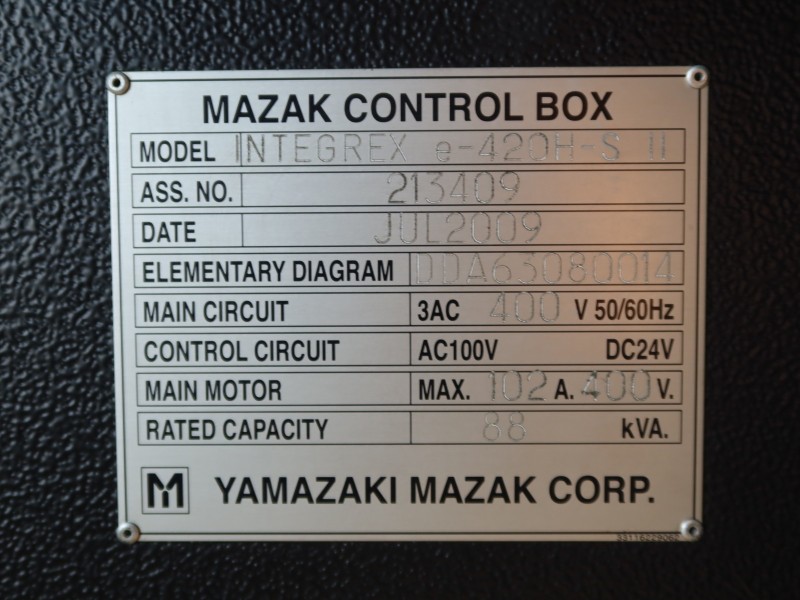 MAZAK CONTROL BOX
MODEL INTEGREX e-420H-S II
ASS. NO. 213409
DATE JUL2009
ELEMENTARY DIAGRAM DDA63080014
MAIN CIRCUIT 3AC 400 V 50/60Hz
CONTROL CIRCUIT AC100V DC24V
MAIN MOTOR MAX. 102 A. 400 V.
RATED CAPACITY 88 kVA.
M YAMAZAKI MAZAK CORP.
33116229062